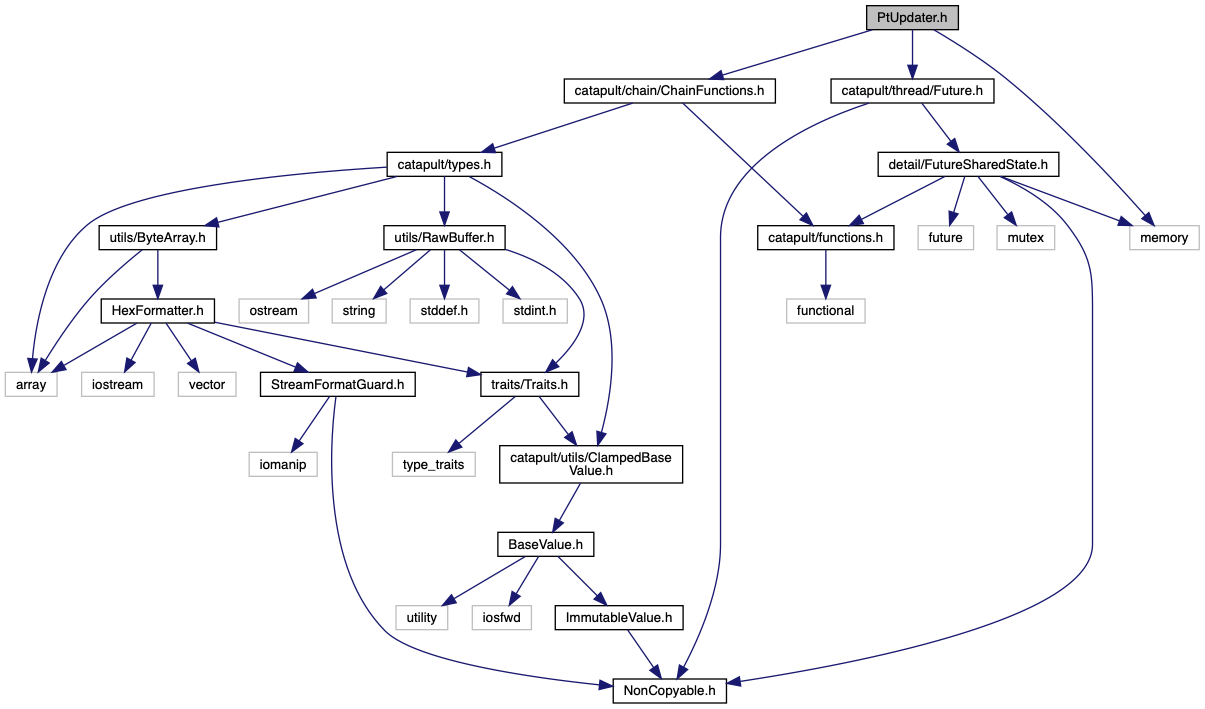 PtUpdater.h
catapult/chain/ChainFunctions.h
catapult/thread/Future.h
catapult/types.h
detail/FutureSharedState.h
utils/ByteArray.h
utils/RawBuffer.h
catapult/functions.h
future
mutex
memory
HexFormatter.h
ostream
string
stddef.h
stdint.h
functional
array
iostream
vector
StreamFormatGuard.h
traits/Traits.h
iomanip
type_traits
catapult/utils/ClampedBase
Value.h
BaseValue.h
utility
iosfwd
ImmutableValue.h
NonCopyable.h